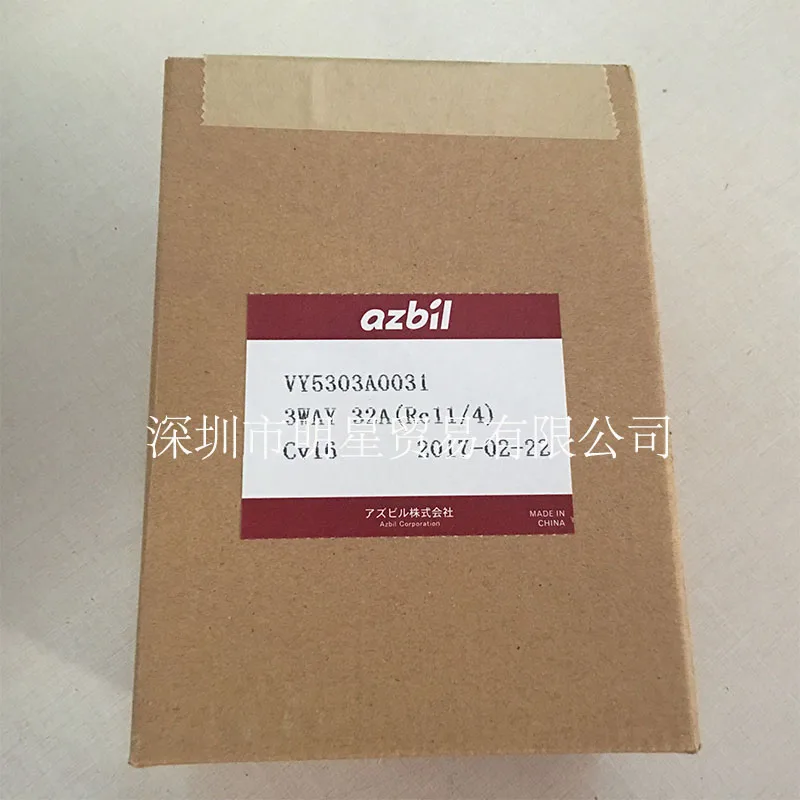 azbil
VY5303A0031
3WAY 32A(Rc11/4)
深圳市明星贸易有限公司
Cv16 2017-02-22
アズビル株式会社
Azbil Corporation
MADE IN
CHINA